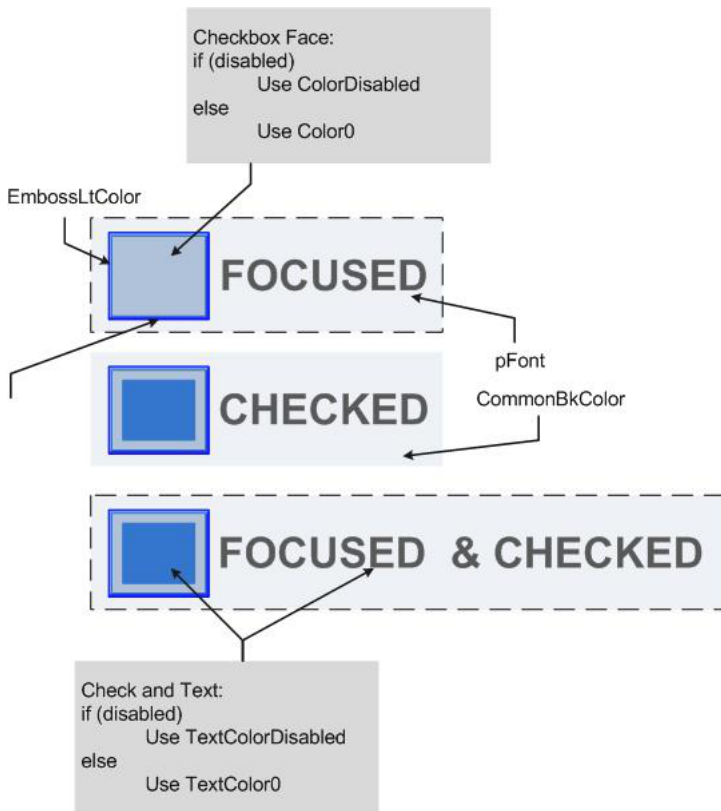 Checkbox Face:
if (disabled)
Use ColorDisabled
else
Use Color0
EmbossLtColor
FOCUSED
pFont
CHECKED
CommonBkColor
FOCUSED & CHECKED
Check and Text:
if (disabled)
Use TextColorDisabled
else
Use TextColor0